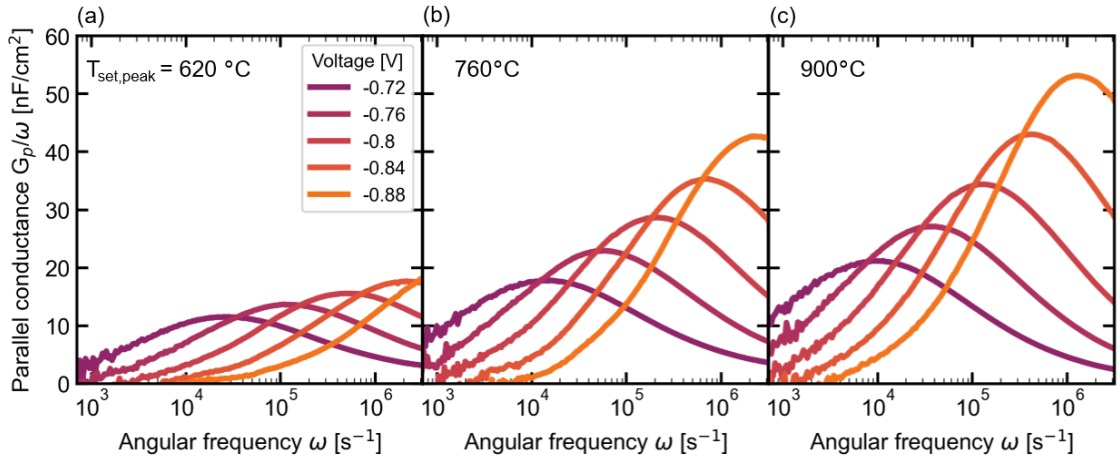 (a)
(b)
(c)
Parallel conductance Gₚ/ω [nF/cm²]
60
50
40
30
20
10
0
T_set,peak = 620 °C
Voltage [V]
-0.72
-0.76
-0.8
-0.84
-0.88
760°C
900°C
10³ 10⁴ 10⁵ 10⁶
10³ 10⁴ 10⁵ 10⁶
10³ 10⁴ 10⁵ 10⁶
Angular frequency ω [s⁻¹]
Angular frequency ω [s⁻¹]
Angular frequency ω [s⁻¹]